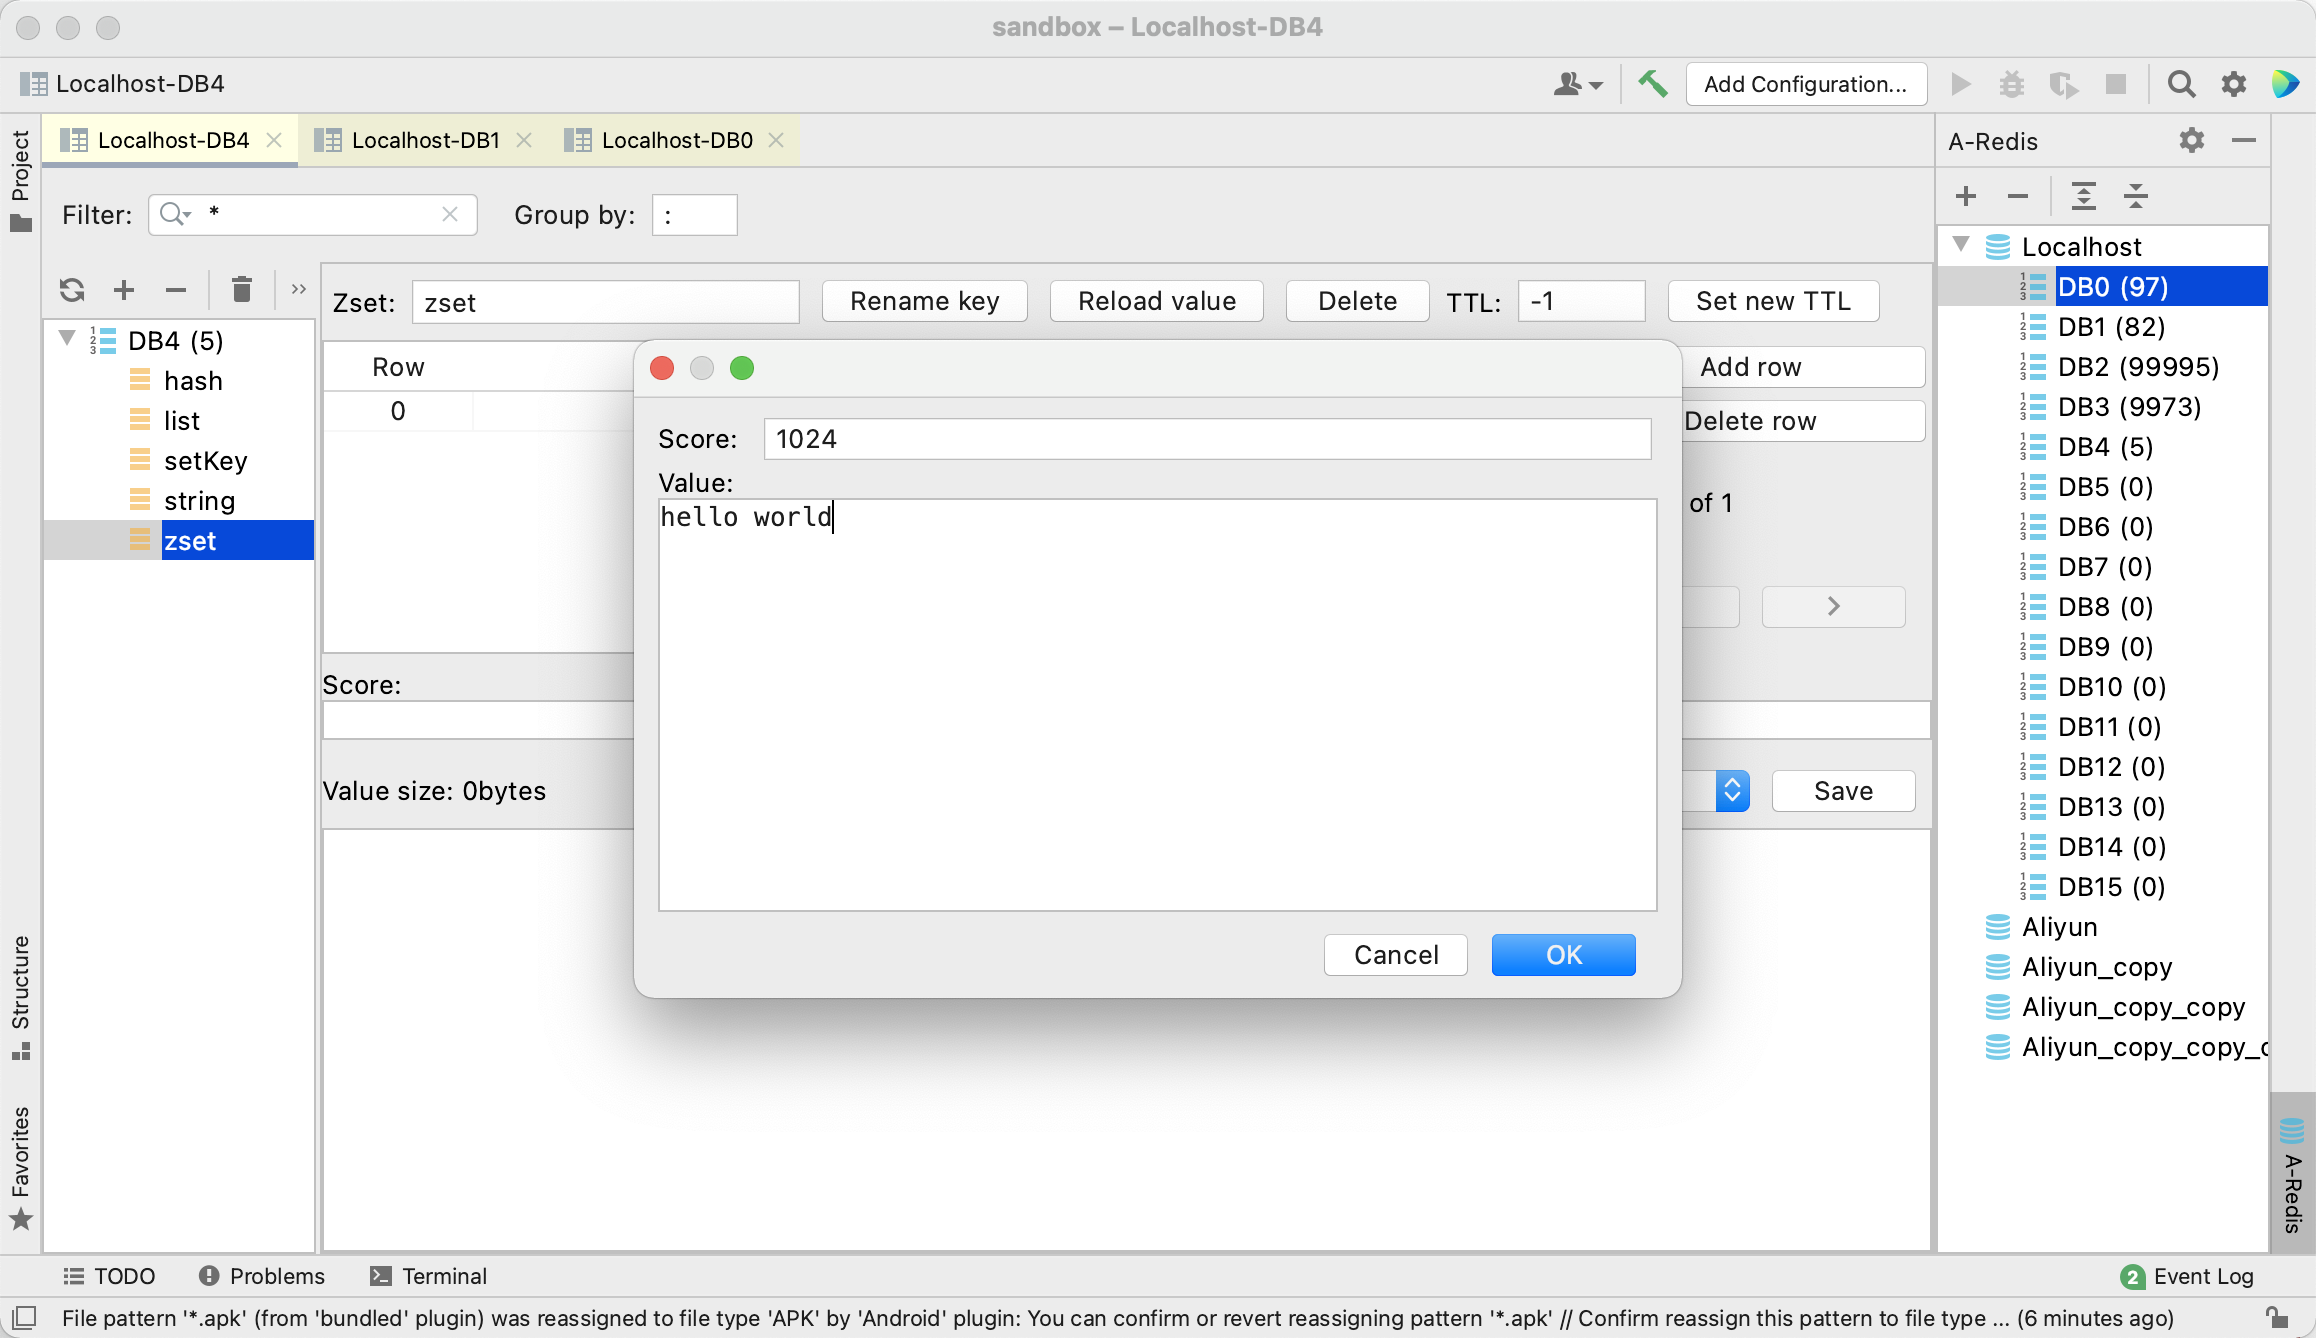 sandbox – Localhost-DB4
Localhost-DB4
Add Configuration...
Project
Localhost-DB4
Localhost-DB1
Localhost-DB0
A-Redis
Filter: *
Group by: :
Zset: zset
Rename key
Reload value
Delete
TTL: -1
Set new TTL
DB4 (5)
hash
list
setKey
string
zset
Row
0
Add row
Delete row
of 1
Score:
Value size: 0bytes
Save
Score: 1024
Value:
hello world
Cancel
OK
Localhost
DB0 (97)
DB1 (82)
DB2 (99995)
DB3 (9973)
DB4 (5)
DB5 (0)
DB6 (0)
DB7 (0)
DB8 (0)
DB9 (0)
DB10 (0)
DB11 (0)
DB12 (0)
DB13 (0)
DB14 (0)
DB15 (0)
Aliyun
Aliyun_copy
Aliyun_copy_copy
Aliyun_copy_copy_c
Structure
Favorites
A-Redis
TODO
Problems
Terminal
2 Event Log
File pattern '*.apk' (from 'bundled' plugin) was reassigned to file type 'APK' by 'Android' plugin: You can confirm or revert reassigning pattern '*.apk' // Confirm reassign this pattern to file type ... (6 minutes ago)